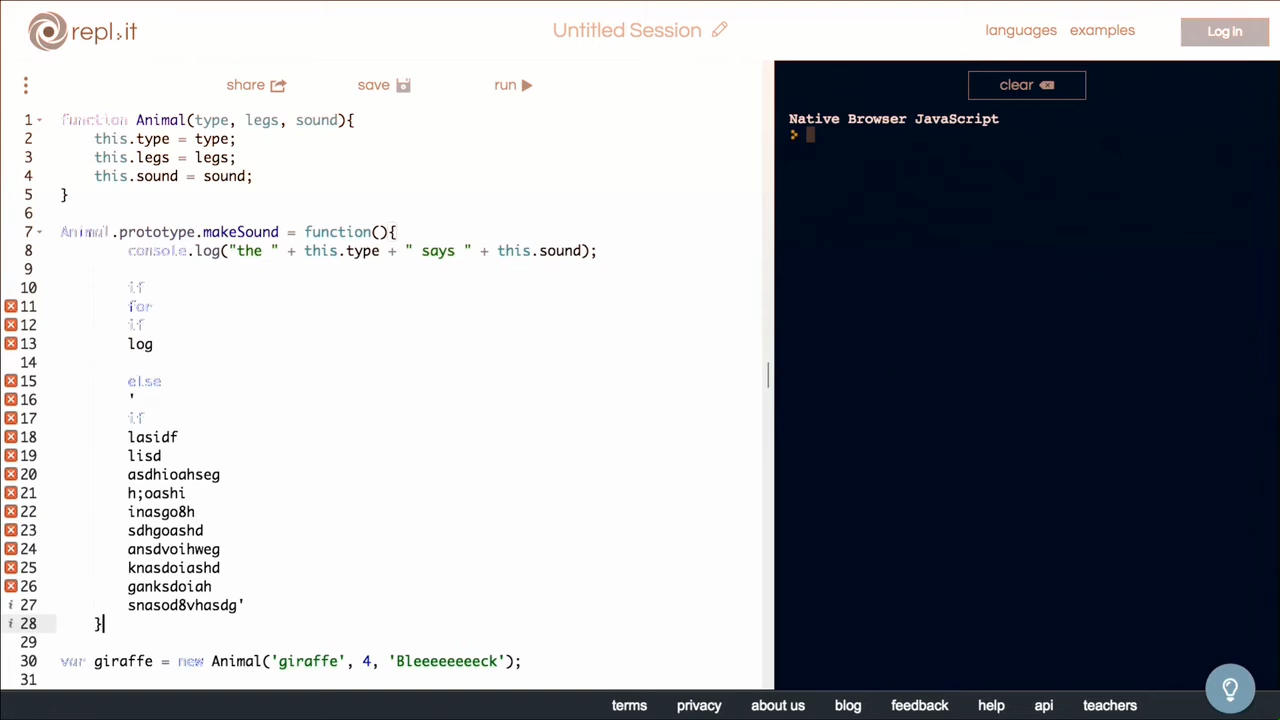 repl.it
Untitled Session
languages examples Log in
share save run
clear
1 function Animal(type, legs, sound){
2 this.type = type;
3 this.legs = legs;
4 this.sound = sound;
5 }
6
7 Animal.prototype.makeSound = function(){
8 console.log("the " + this.type + " says " + this.sound);
9
10 if
11 for
12 if
13 log
14
15 else
16 '
17 if
18 lasidf
19 lisd
20 asdhioahseg
21 h;oashi
22 inasgo8h
23 sdhgoashd
24 ansdvoihweg
25 knasdoiashd
26 ganksdoiah
27 snasod8vhasdg'
28 }
29
30 var giraffe = new Animal('giraffe', 4, 'Bleeeeeeeck');
31
Native Browser JavaScript
>
terms privacy about us blog feedback help api teachers